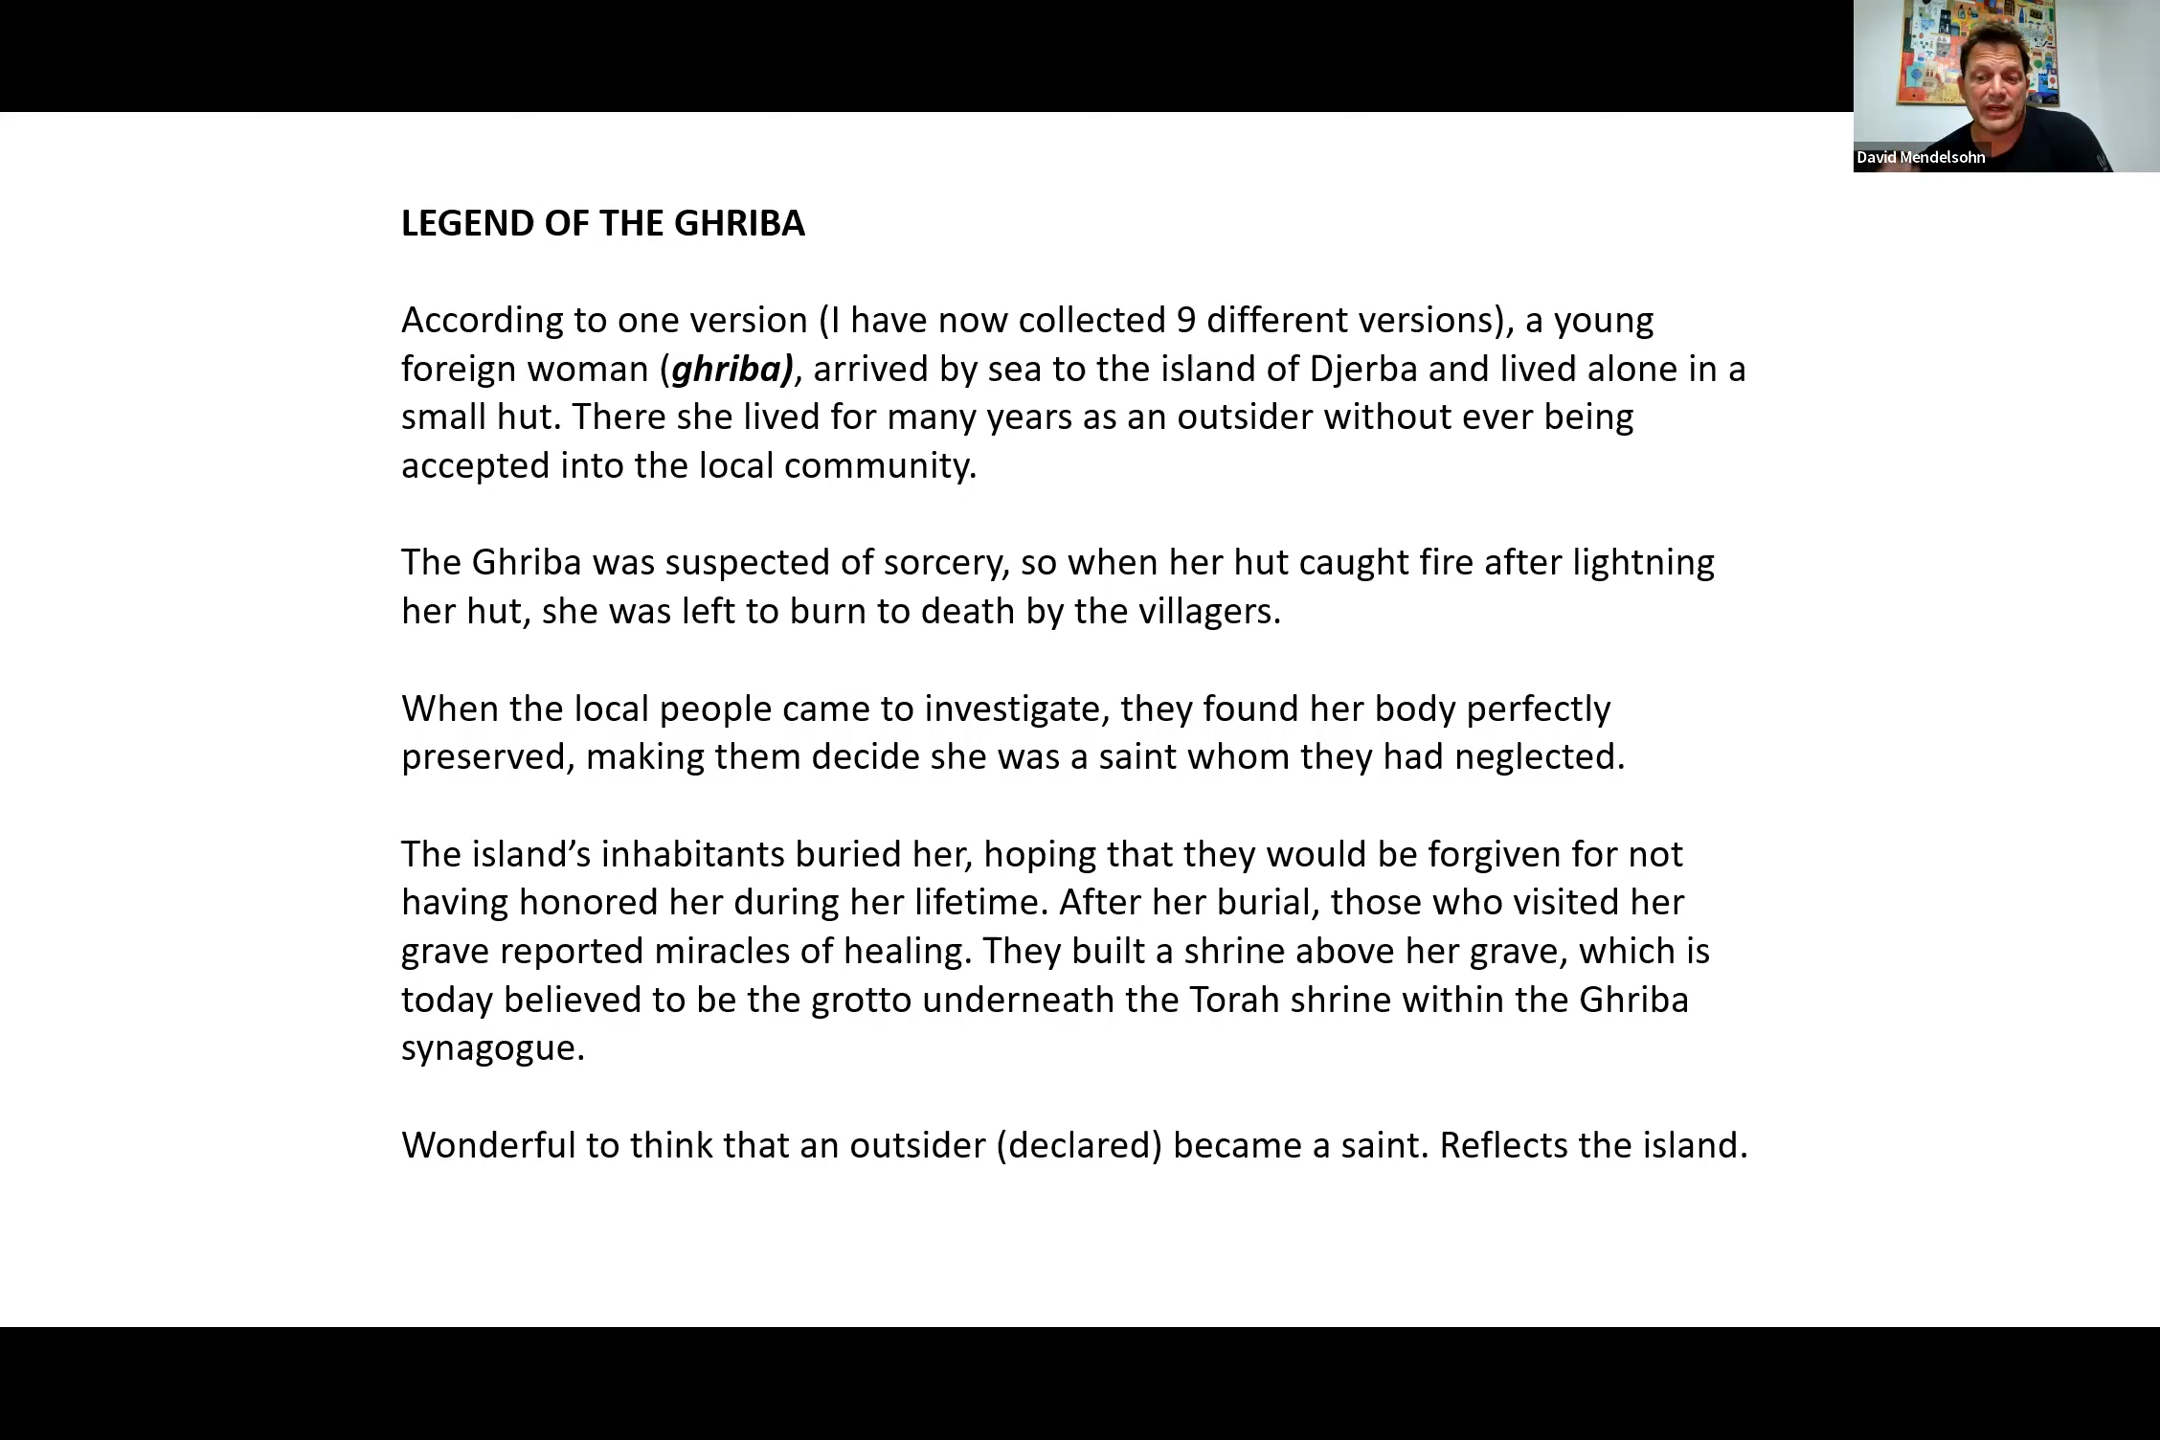 David Mendelsohn
LEGEND OF THE GHRIBA
According to one version (I have now collected 9 different versions), a young
foreign woman (ghriba), arrived by sea to the island of Djerba and lived alone in a
small hut. There she lived for many years as an outsider without ever being
accepted into the local community.
The Ghriba was suspected of sorcery, so when her hut caught fire after lightning
her hut, she was left to burn to death by the villagers.
When the local people came to investigate, they found her body perfectly
preserved, making them decide she was a saint whom they had neglected.
The island’s inhabitants buried her, hoping that they would be forgiven for not
having honored her during her lifetime. After her burial, those who visited her
grave reported miracles of healing. They built a shrine above her grave, which is
today believed to be the grotto underneath the Torah shrine within the Ghriba
synagogue.
Wonderful to think that an outsider (declared) became a saint. Reflects the island.